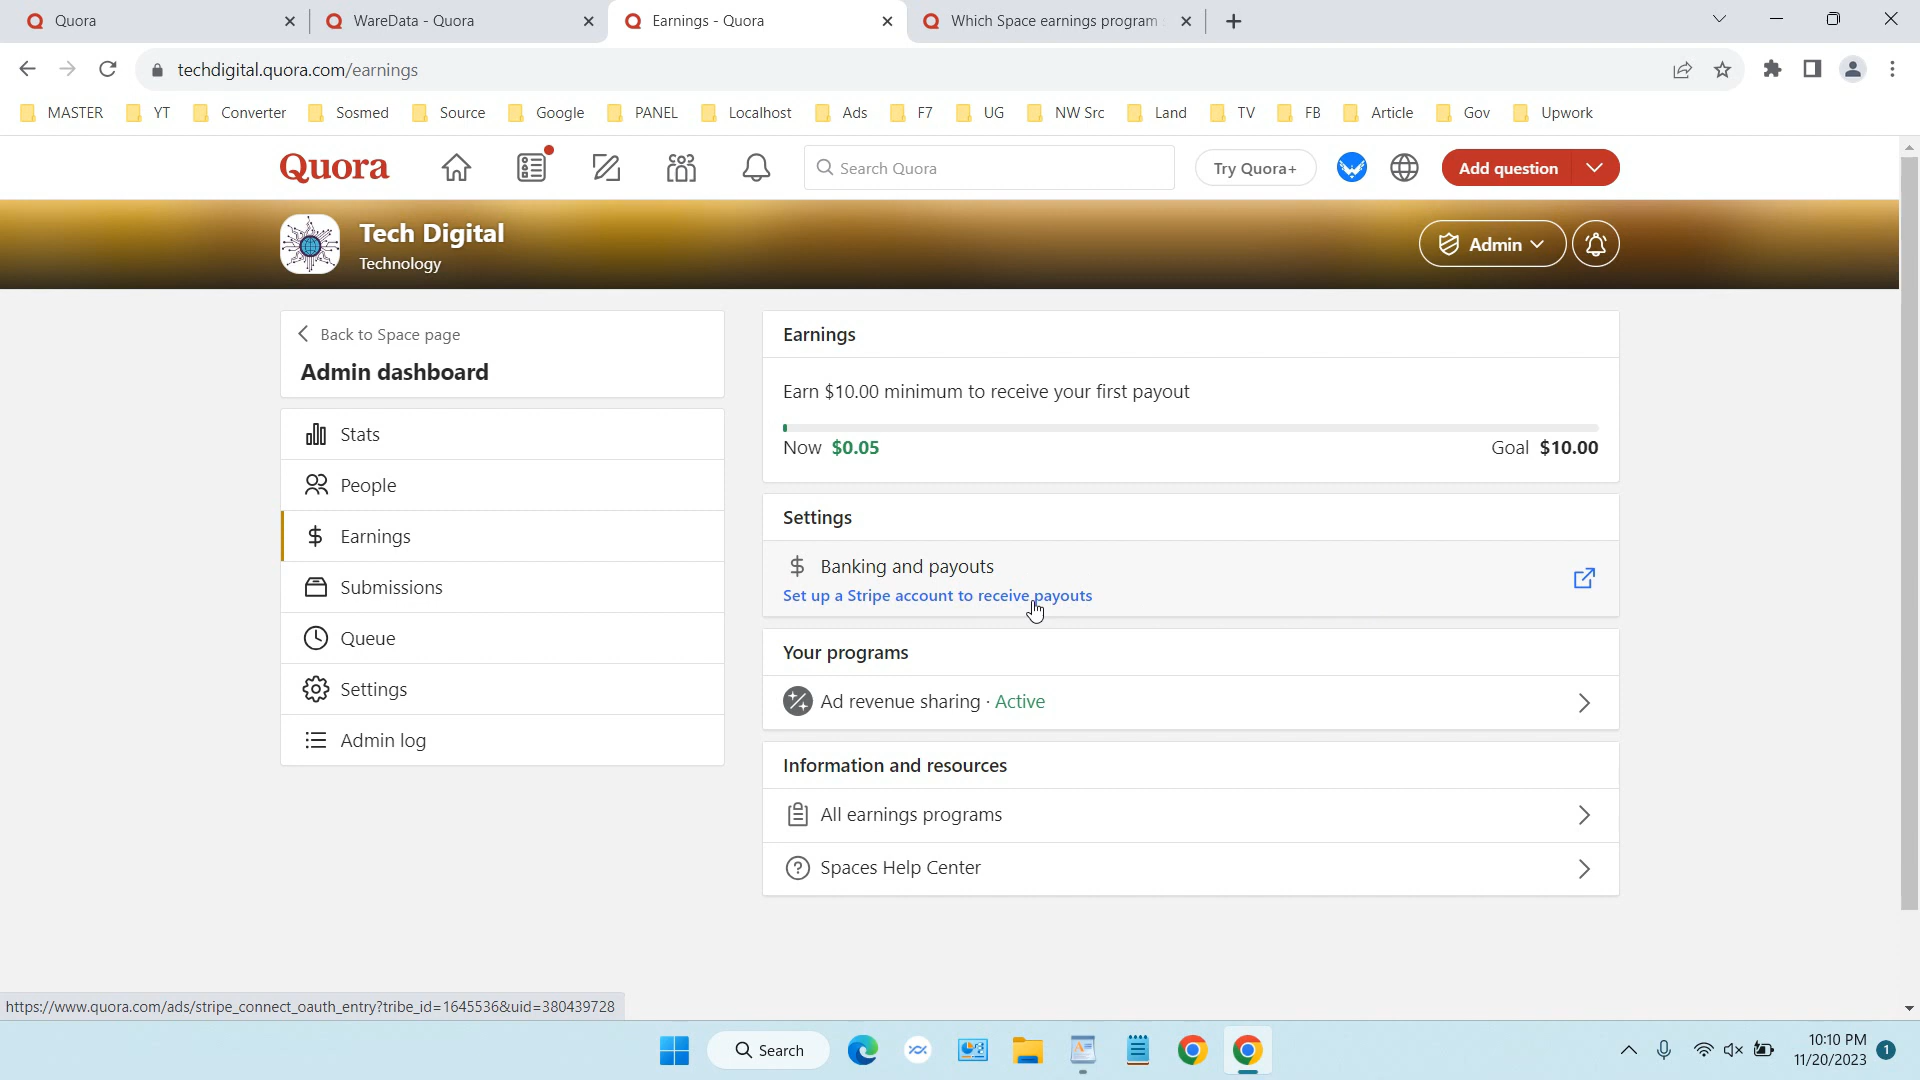 Quora
WareData - Quora
Earnings - Quora
Which Space earnings program
techdigital.quora.com/earnings
MASTER YT Converter Sosmed Source Google PANEL Localhost Ads F7 UG NW Src Land TV FB Article Gov Upwork
Quora
Search Quora
Try Quora+
Add question
Tech Digital
Technology
Admin
Back to Space page
Admin dashboard
Stats
People
Earnings
Submissions
Queue
Settings
Admin log
Earnings
Earn $10.00 minimum to receive your first payout
Now $0.05
Goal $10.00
Settings
Banking and payouts
Set up a Stripe account to receive payouts
Your programs
Ad revenue sharing · Active
Information and resources
All earnings programs
Spaces Help Center
https://www.quora.com/ads/stripe_connect_oauth_entry?tribe_id=1645536&uid=380439728
Search
10:10 PM
11/20/2023
1